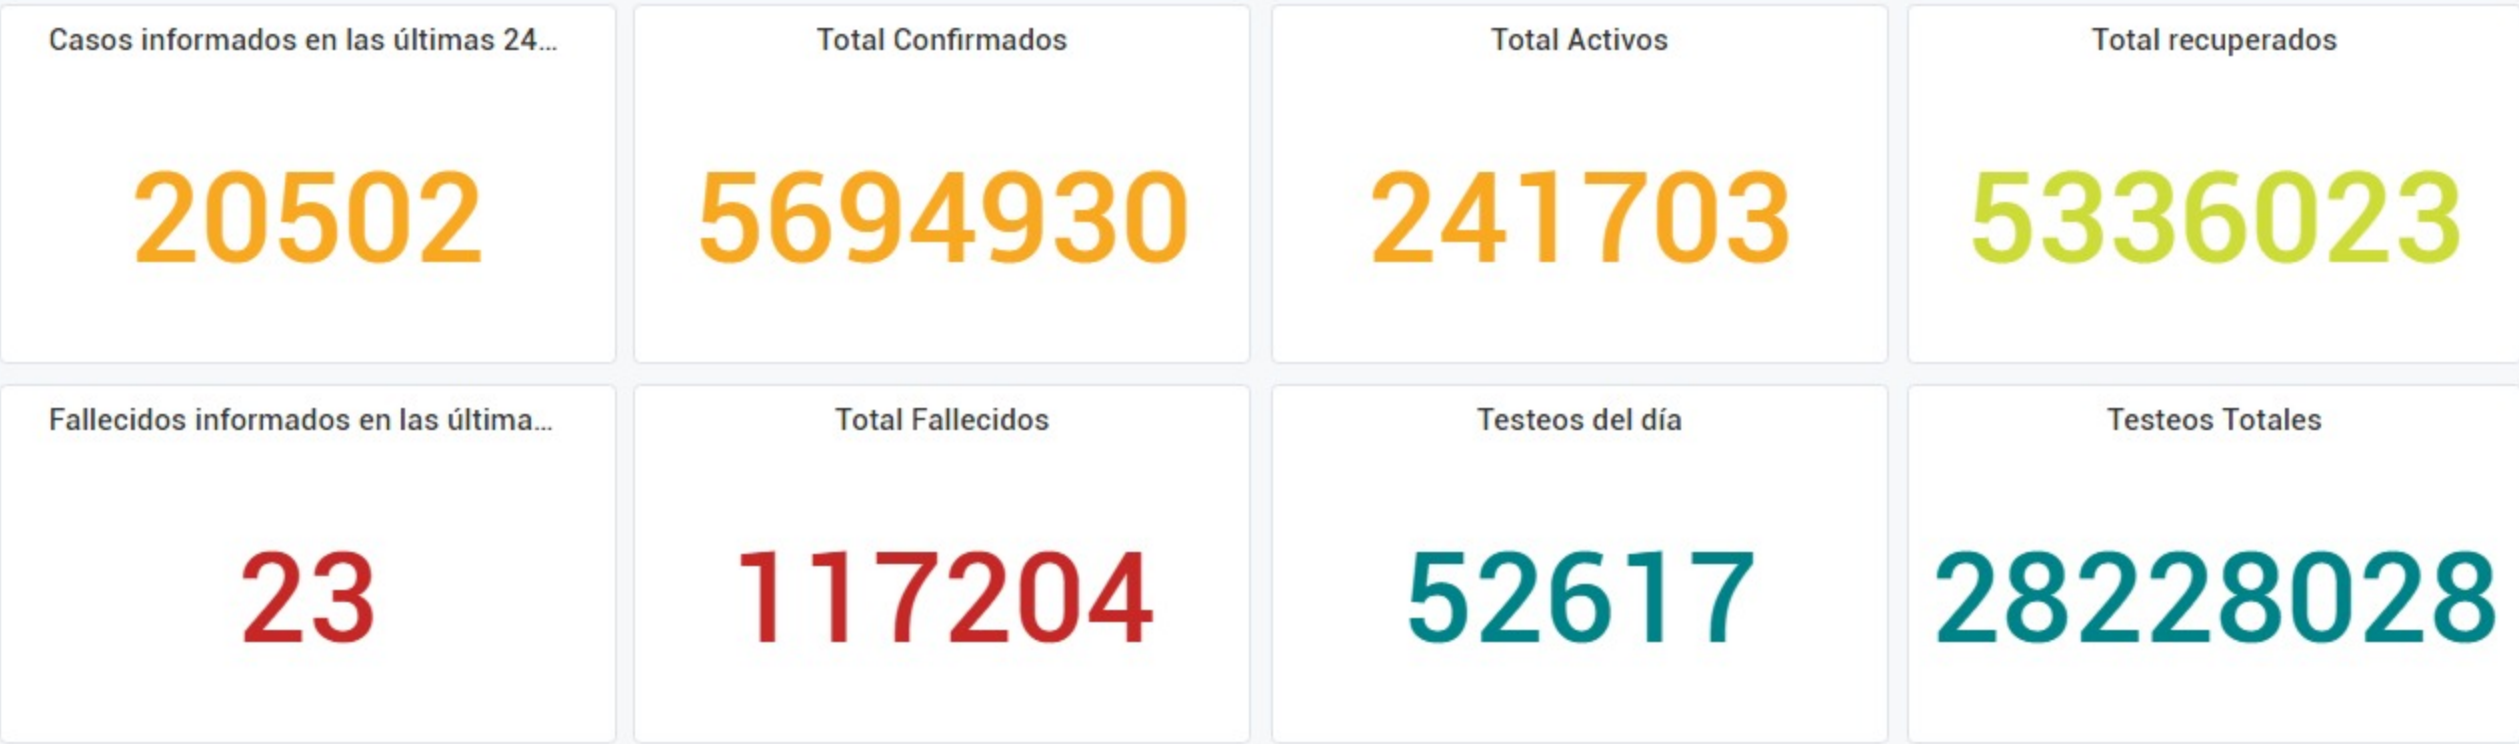 Casos informados en las últimas 24...
20502
Total Confirmados
5694930
Total Activos
241703
Total recuperados
5336023
Fallecidos informados en las última...
23
Total Fallecidos
117204
Testeos del día
52617
Testeos Totales
28228028